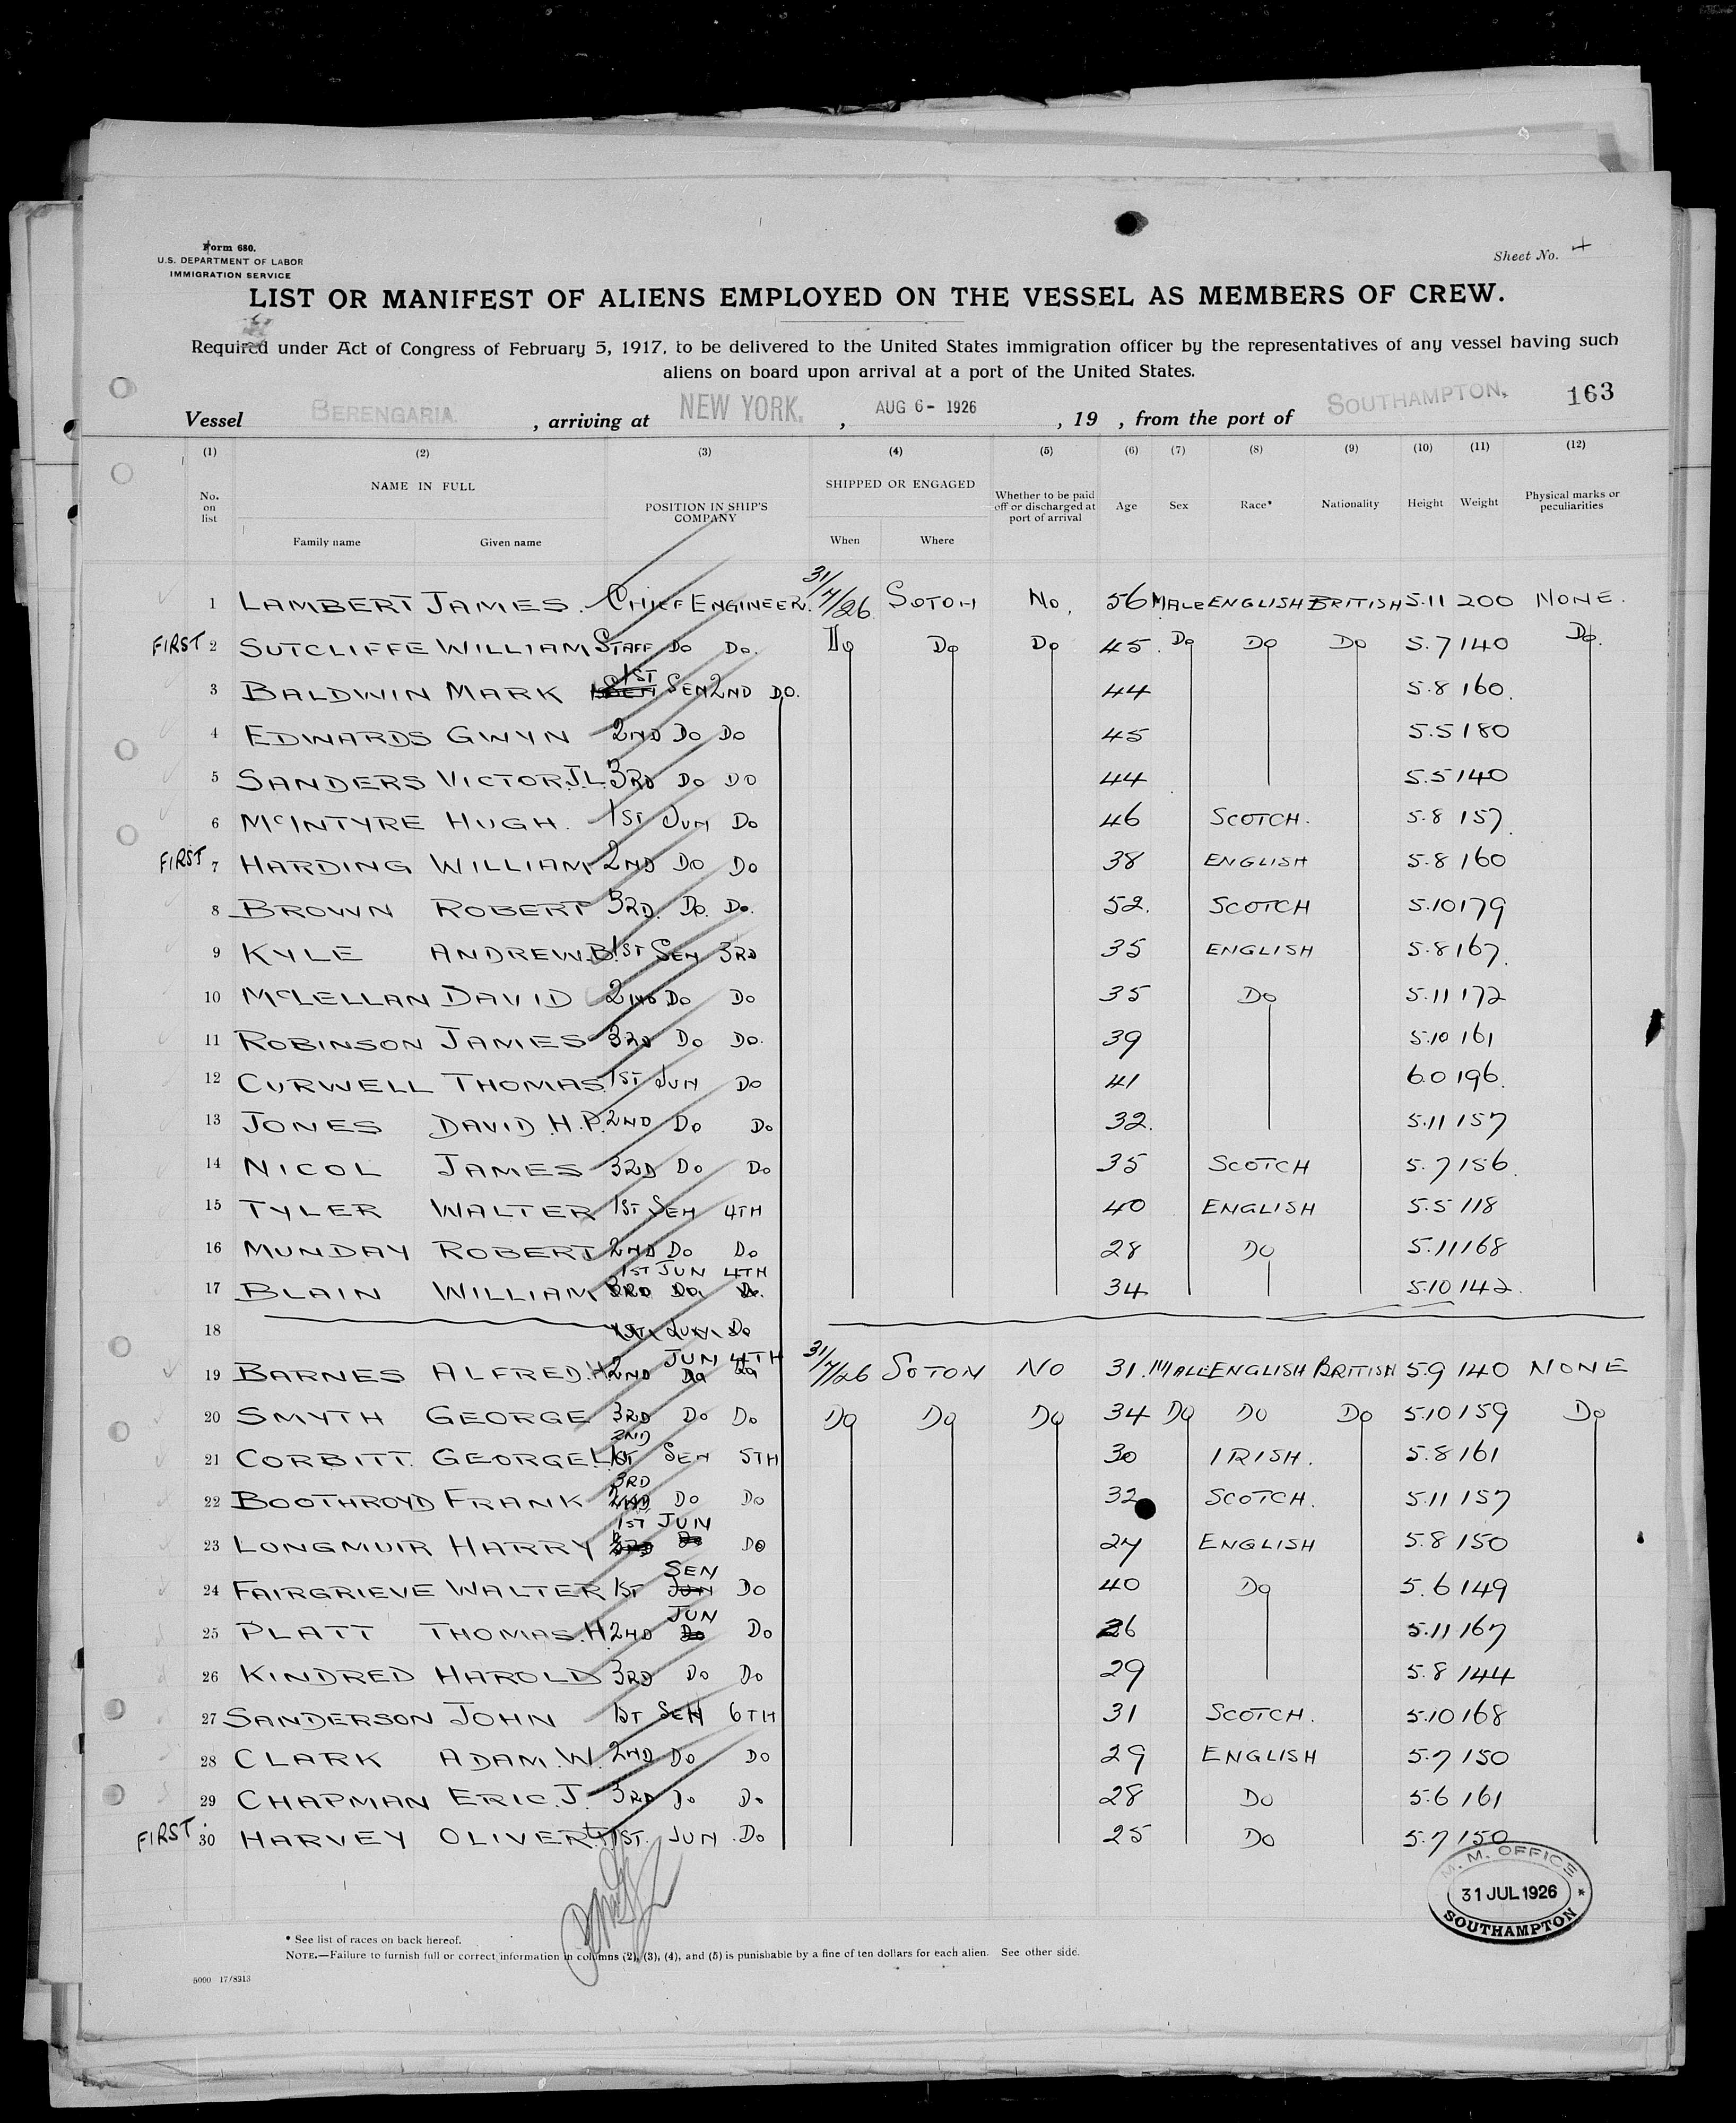 Form 680.
U.S. DEPARTMENT OF LABOR
IMMIGRATION SERVICE
Sheet No. 4
LIST OR MANIFEST OF ALIENS EMPLOYED ON THE VESSEL AS MEMBERS OF CREW.
Required under Act of Congress of February 5, 1917, to be delivered to the United States immigration officer by the representatives of any vessel having such
aliens on board upon arrival at a port of the United States.
163
Vessel BERENGARIA , arriving at NEW YORK. , AUG 6 - 1926 , 19 , from the port of SOUTHAMPTON.
(1) (2) (3) (4) (5) (6) (7) (8) (9) (10) (11) (12)
No. on list NAME IN FULL POSITION IN SHIP'S COMPANY SHIPPED OR ENGAGED Whether to be paid off or discharged at port of arrival Age Sex Race* Nationality Height Weight Physical marks or peculiarities
Family name Given name When Where
1 LAMBERT JAMES. CHIEF ENGINEER. 31/7/26 SOTON No. 56 MALE ENGLISH BRITISH 5.11 200 NONE.
FIRST 2 SUTCLIFFE WILLIAM STAFF DO DO. DO DO DO 45. DO DO DO 5.7 140 DO.
3 BALDWIN MARK 1ST SEN 2ND DO. 44 5.8 160.
4 EDWARDS GWYN 2ND DO DO 45 5.5 180
5 SANDERS VICTOR.J.L. 3RD DO DO 44 5.5 140
6 McINTYRE HUGH. 1ST JUN DO 46 SCOTCH. 5.8 157.
FIRST 7 HARDING WILLIAM 2ND DO DO 38 ENGLISH 5.8 160
8 BROWN ROBERT 3RD. DO. DO. 52. SCOTCH 5.10 179
9 KYLE ANDREW.B. 1ST SEN 3RD 35 ENGLISH 5.8 167.
10 McLELLAN DAVID 2ND DO DO 35 DO 5.11 172
11 ROBINSON JAMES 3RD DO DO. 39 5.10 161
12 CURWELL THOMAS. 1ST JUN DO 41 6.0 196.
13 JONES DAVID.H.P. 2ND DO DO 32. 5.11 157
14 NICOL JAMES 3RD DO DO 35 SCOTCH 5.7 156.
15 TYLER WALTER 1ST SEN 4TH 40 ENGLISH 5.5 118
16 MUNDAY ROBERT 2ND DO DO 28 DO 5.11 168
1ST JUN 4TH
17 BLAIN WILLIAM 3RD DO. DO. 34 5.10 142.
18 1ST JUN DO
JUN 4TH
19 BARNES ALFRED.H. 2ND DO DO 31/7/26 SOTON NO 31. MALE ENGLISH BRITISH 5.9 140 NONE
20 SMYTH GEORGE 3RD DO DO DO DO DO 34 DO DO DO 5.10 159 DO
2ND
21 CORBITT. GEORGE.L. 1ST SEN 5TH 30 IRISH. 5.8 161
3RD
22 BOOTHROYD FRANK 2ND DO DO 32 SCOTCH. 5.11 157
1ST JUN
23 LONGMUIR HARRY 3RD DO DO 27 ENGLISH 5.8 150
SEN
24 FAIRGRIEVE WALTER 1ST JUN DO 40 DO 5.6 149
JUN
25 PLATT THOMAS.H. 2ND DO DO 26 5.11 167
26 KINDRED HAROLD 3RD DO DO 29 5.8 144
27 SANDERSON JOHN 1ST SEN 6TH 31 SCOTCH. 5.10 168
28 CLARK ADAM.W. 2ND DO DO 29 ENGLISH 5.7 150
29 CHAPMAN ERIC.J. 3RD DO DO 28 DO 5.6 161
FIRST. 30 HARVEY OLIVER 1ST. JUN. DO 25 DO 5.7 150
M. M. OFFICE
31 JUL 1926 *
SOUTHAMPTON
* See list of races on back hereof.
NOTE.—Failure to furnish full or correct information in columns (2), (3), (4), and (5) is punishable by a fine of ten dollars for each alien. See other side.
5000 17/8313